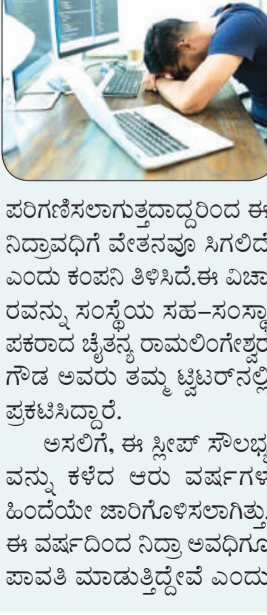 ಪರಿಗಣಿಸಲಾಗುತ್ತದಾದ್ದರಿಂದ ಈ
ನಿದ್ರಾವಧಿಗೆ ವೇತನವೂ ಸಿಗಲಿದೆ
ಎಂದು ಕಂಪನಿ ತಿಳಿಸಿದೆ.ಈ ವಿಚಾ
ರವನ್ನು ಸಂಸ್ಥೆಯ ಸಹ–ಸಂಸ್ಥಾ
ಪಕರಾದ ಚೈತನ್ಯ ರಾಮಲಿಂಗೇಶ್ವರ
ಗೌಡ ಅವರು ತಮ್ಮ ಟ್ವಿಟರ್‌ನಲ್ಲಿ
ಪ್ರಕಟಿಸಿದ್ದಾರೆ.
ಅಸಲಿಗೆ, ಈ ಸ್ಲೀಪ್ ಸೌಲಭ್ಯ
ವನ್ನು ಕಳೆದ ಆರು ವರ್ಷಗಳ
ಹಿಂದೆಯೇ ಜಾರಿಗೊಳಿಸಲಾಗಿತ್ತು.
ಈ ವರ್ಷದಿಂದ ನಿದ್ರಾ ಅವಧಿಗೂ
ಪಾವತಿ ಮಾಡುತ್ತಿದ್ದೇವೆ ಎಂದು